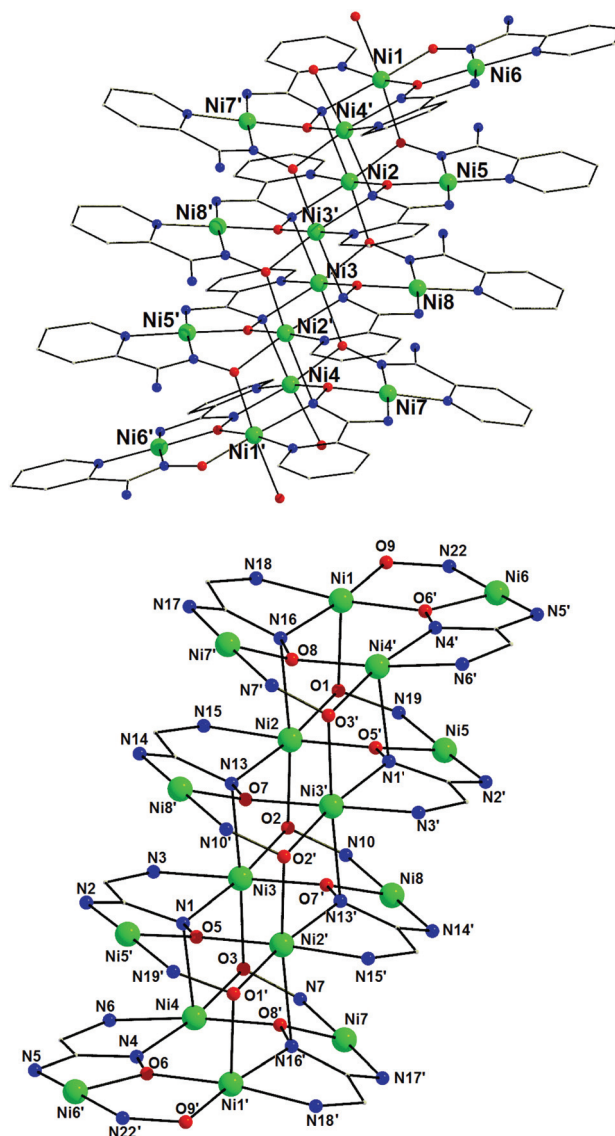 Ni1
Ni6
Ni7'
Ni4'
Ni2
Ni5
Ni8'
Ni3'
Ni3
Ni8
Ni5'
Ni2'
Ni4
Ni7
Ni6'
Ni1'
O9
N22
N18
Ni1
Ni6
N17
O6'
N5'
N16
N4'
O8
Ni4'
Ni7'
N6'
N7'
O1
N19
O3'
N15
Ni2
O5'
Ni5
N14
N13
N1'
N2'
Ni8'
O7
Ni3'
N3'
O2
N10
N10'
O2'
N3
Ni3
O7'
Ni8
N2
N1
N13'
N14'
O5
Ni5'
Ni2'
N15'
N19'
O3
N7
Ni4
O1'
N6
O8'
Ni7
N4
N5
O6
N16'
N17'
Ni6'
Ni1'
N18'
N22'
O9'